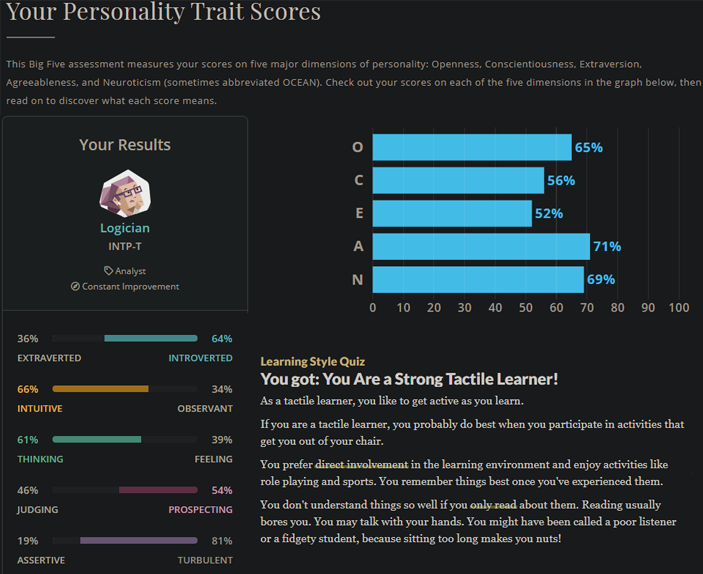 Your Personality Trait Scores
This Big Five assessment measures your scores on five major dimensions of personality: Openness, Conscientiousness, Extraversion,
Agreeableness, and Neuroticism (sometimes abbreviated OCEAN). Check out your scores on each of the five dimensions in the graph below, then
read on to discover what each score means.
Your Results
Logician
INTP-T
Analyst
Constant Improvement
36% 64%
EXTRAVERTED INTROVERTED
66% 34%
INTUITIVE OBSERVANT
61% 39%
THINKING FEELING
46% 54%
JUDGING PROSPECTING
19% 81%
ASSERTIVE TURBULENT
O 65%
C 56%
E 52%
A 71%
N 69%
0 10 20 30 40 50 60 70 80 90 100
Learning Style Quiz
You got: You Are a Strong Tactile Learner!
As a tactile learner, you like to get active as you learn.
If you are a tactile learner, you probably do best when you participate in activities that
get you out of your chair.
You prefer direct involvement in the learning environment and enjoy activities like
role playing and sports. You remember things best once you've experienced them.
You don't understand things so well if you only read about them. Reading usually
bores you. You may talk with your hands. You might have been called a poor listener
or a fidgety student, because sitting too long makes you nuts!